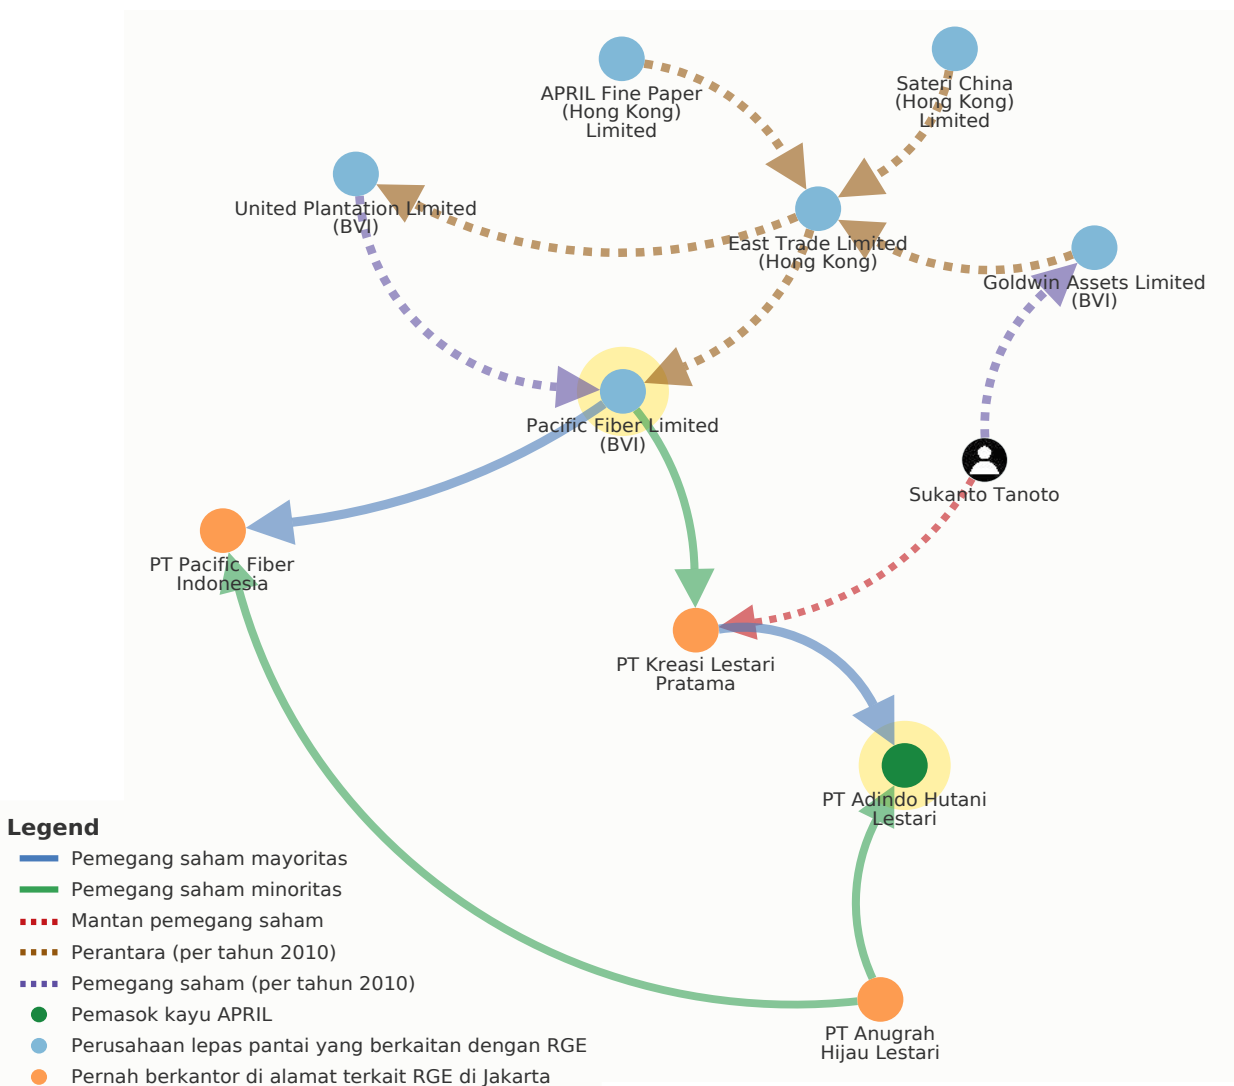 Sateri China
(Hong Kong)
Limited
APRIL Fine Paper
(Hong Kong)
Limited
United Plantation Limited
(BVI)
East Trade Limited
(Hong Kong)
Goldwin Assets Limited
(BVI)
Pacific Fiber Limited
(BVI)
Sukanto Tanoto
PT Pacific Fiber
Indonesia
PT Kreasi Lestari
Pratama
PT Adindo Hutani
Lestari
PT Anugrah
Hijau Lestari
Legend
Pemegang saham mayoritas
Pemegang saham minoritas
Mantan pemegang saham
Perantara (per tahun 2010)
Pemegang saham (per tahun 2010)
Pemasok kayu APRIL
Perusahaan lepas pantai yang berkaitan dengan RGE
Pernah berkantor di alamat terkait RGE di Jakarta